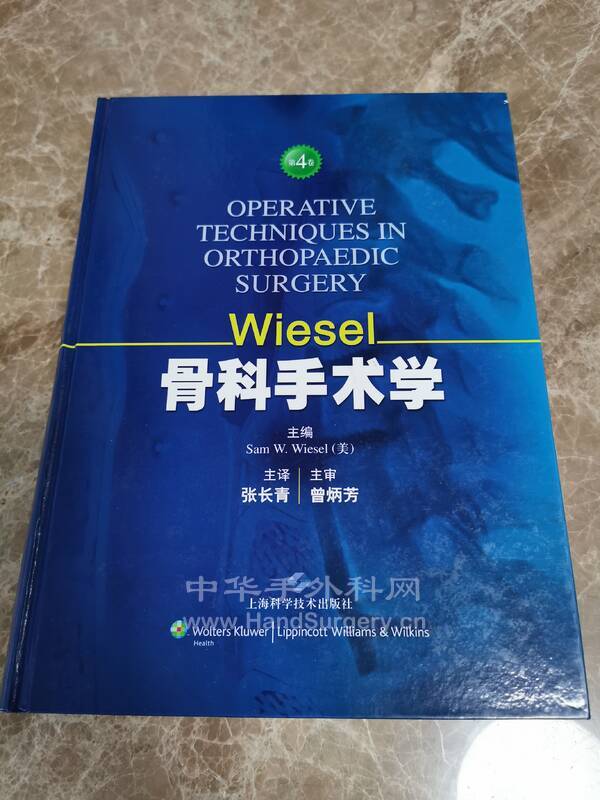 第4卷
OPERATIVE
TECHNIQUES IN
ORTHOPAEDIC
SURGERY
Wiesel
骨科手术学
主编
Sam W. Wiesel (美)
主译 主审
张长青 曾炳芳
中华手外科网
上海科学技术出版社
www.HandSurgery.cn
Wolters Kluwer Lippincott Williams & Wilkins
Health